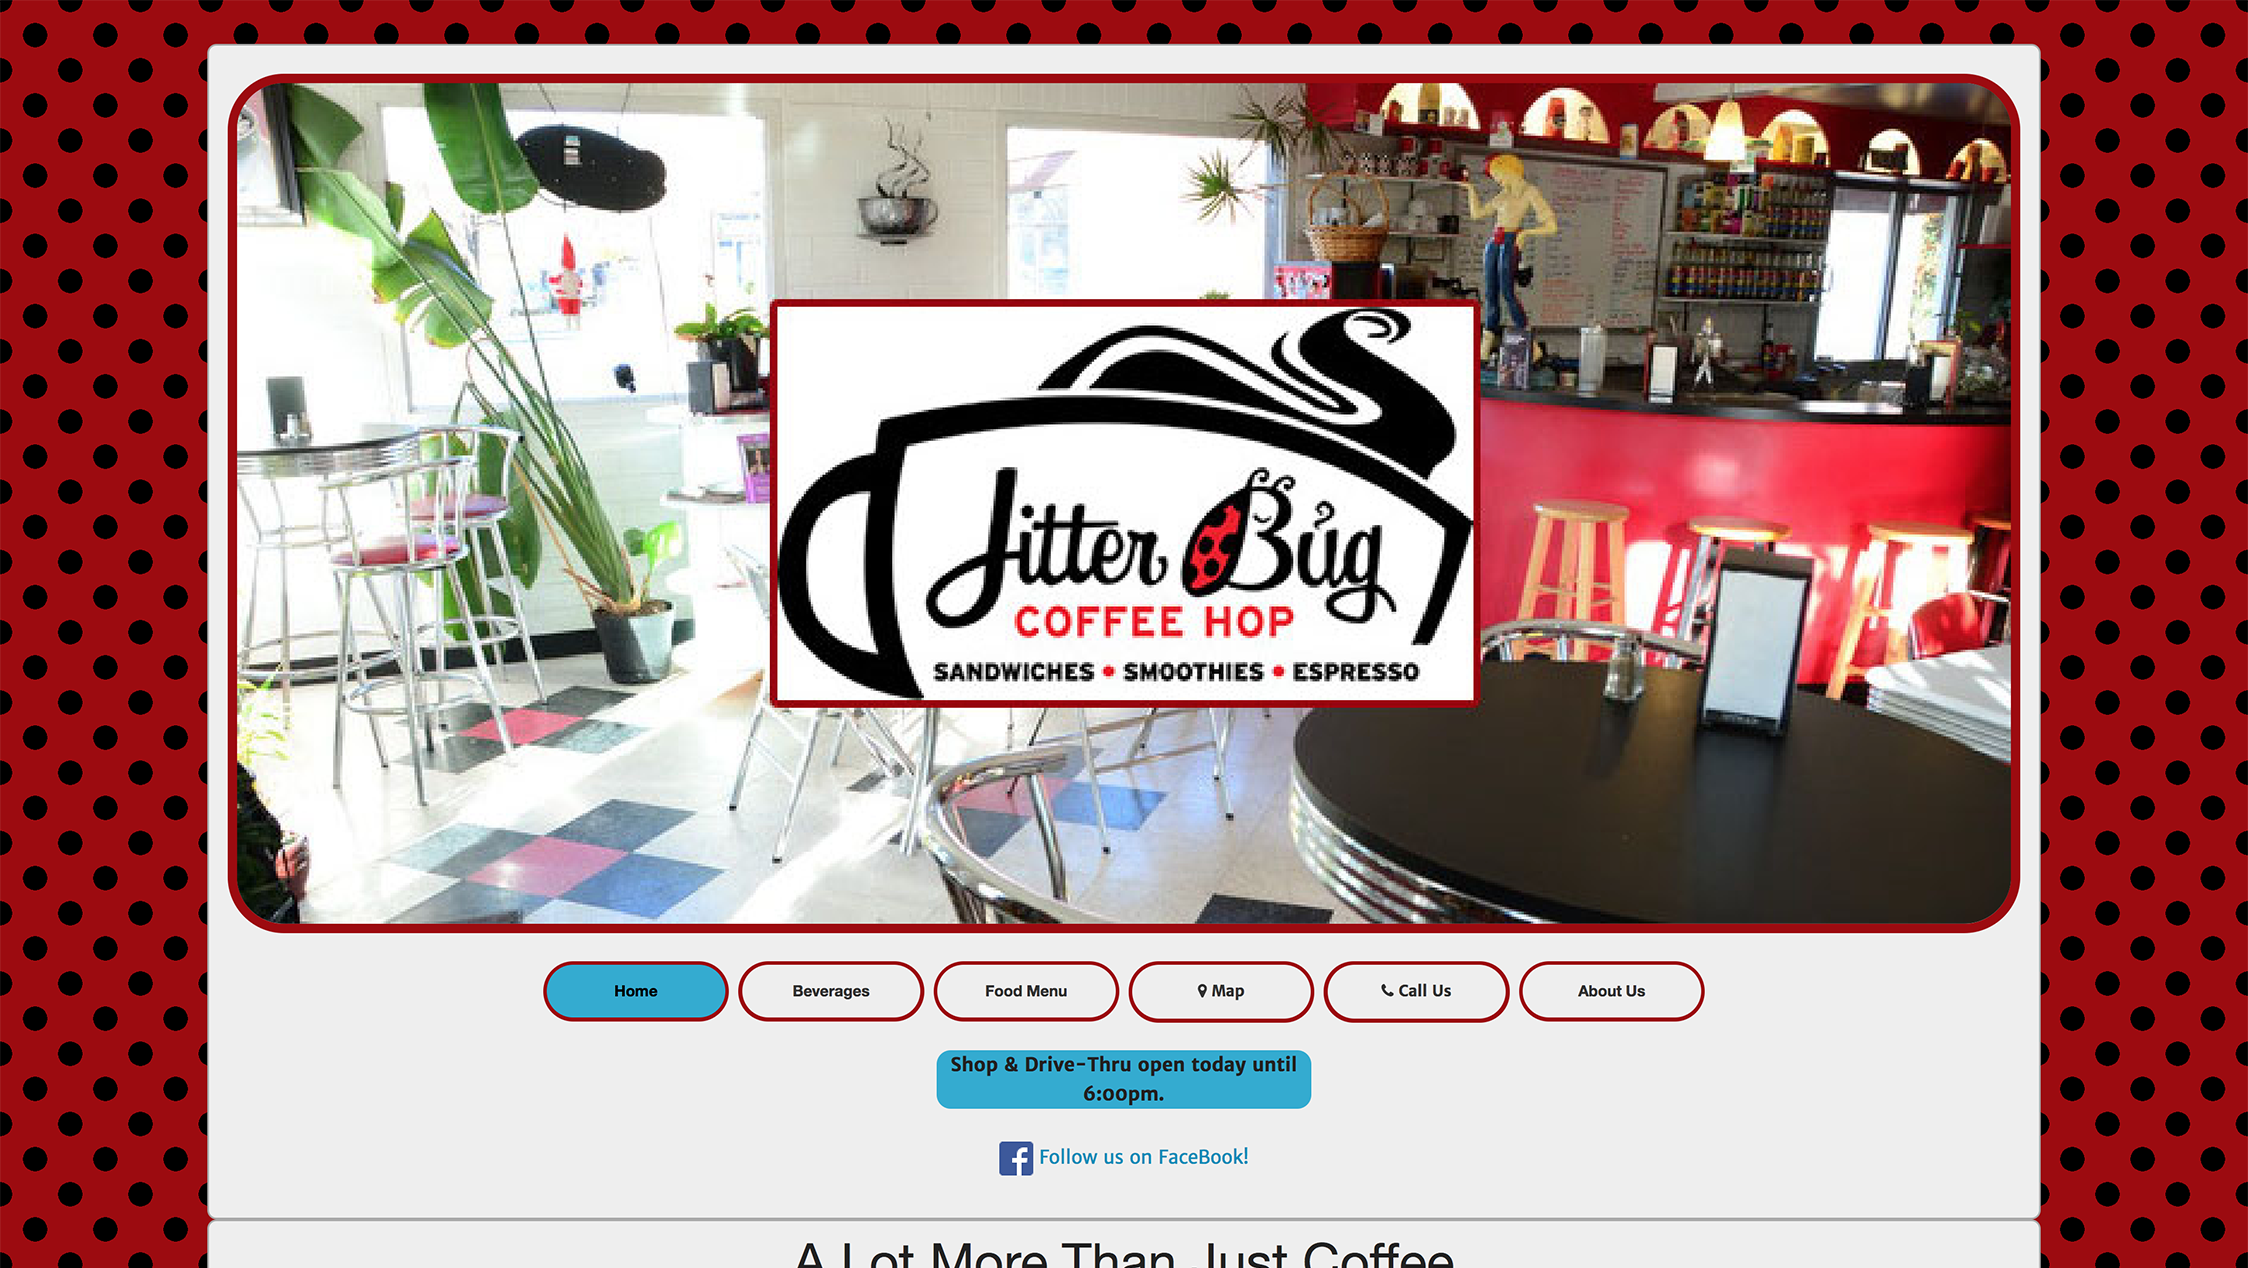 Jitter Bug
COFFEE HOP
SANDWICHES • SMOOTHIES • ESPRESSO
Home
Beverages
Food Menu
Map
Call Us
About Us
Shop & Drive-Thru open today until
6:00pm.
Follow us on FaceBook!
A Lot More Than Just Coffee